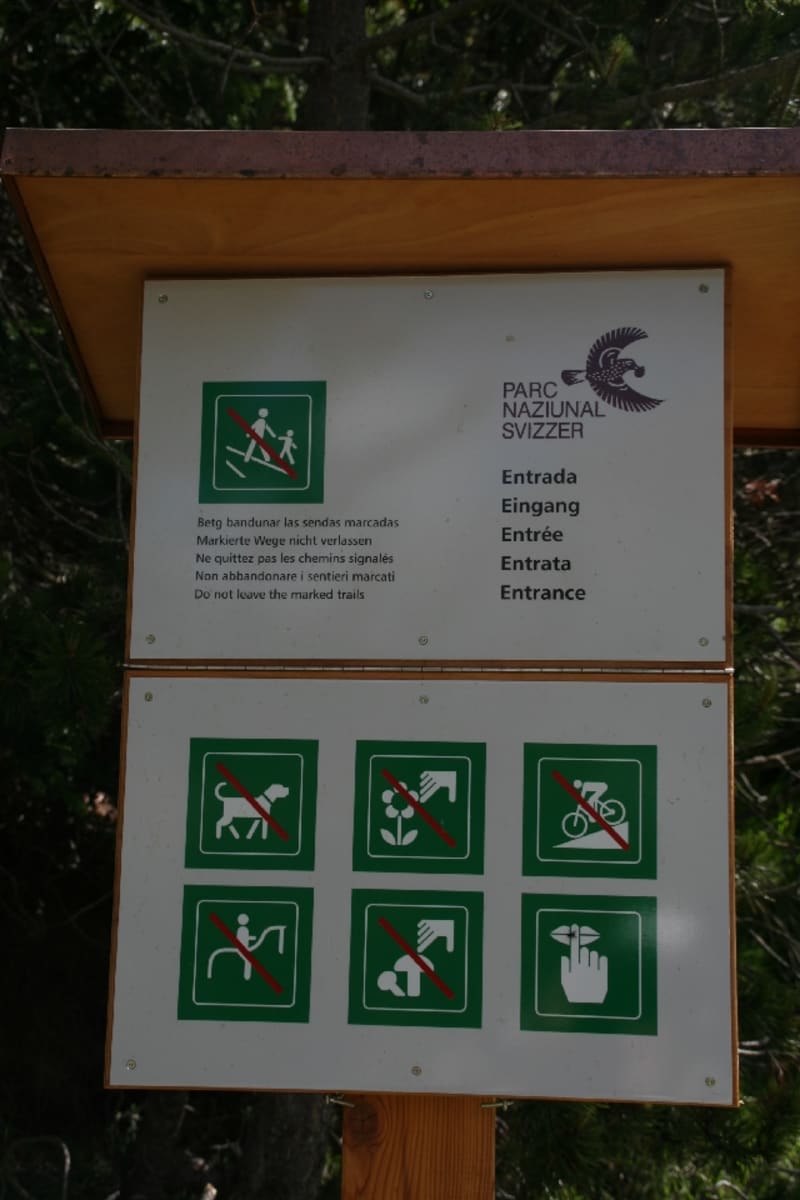 PARC
NAZIUNAL
SVIZZER
Entrada
Eingang
Entrée
Entrata
Entrance
Betg bandunar las sendas marcadas
Markierte Wege nicht verlassen
Ne quittez pas les chemins signalés
Non abbandonare i sentieri marcati
Do not leave the marked trails